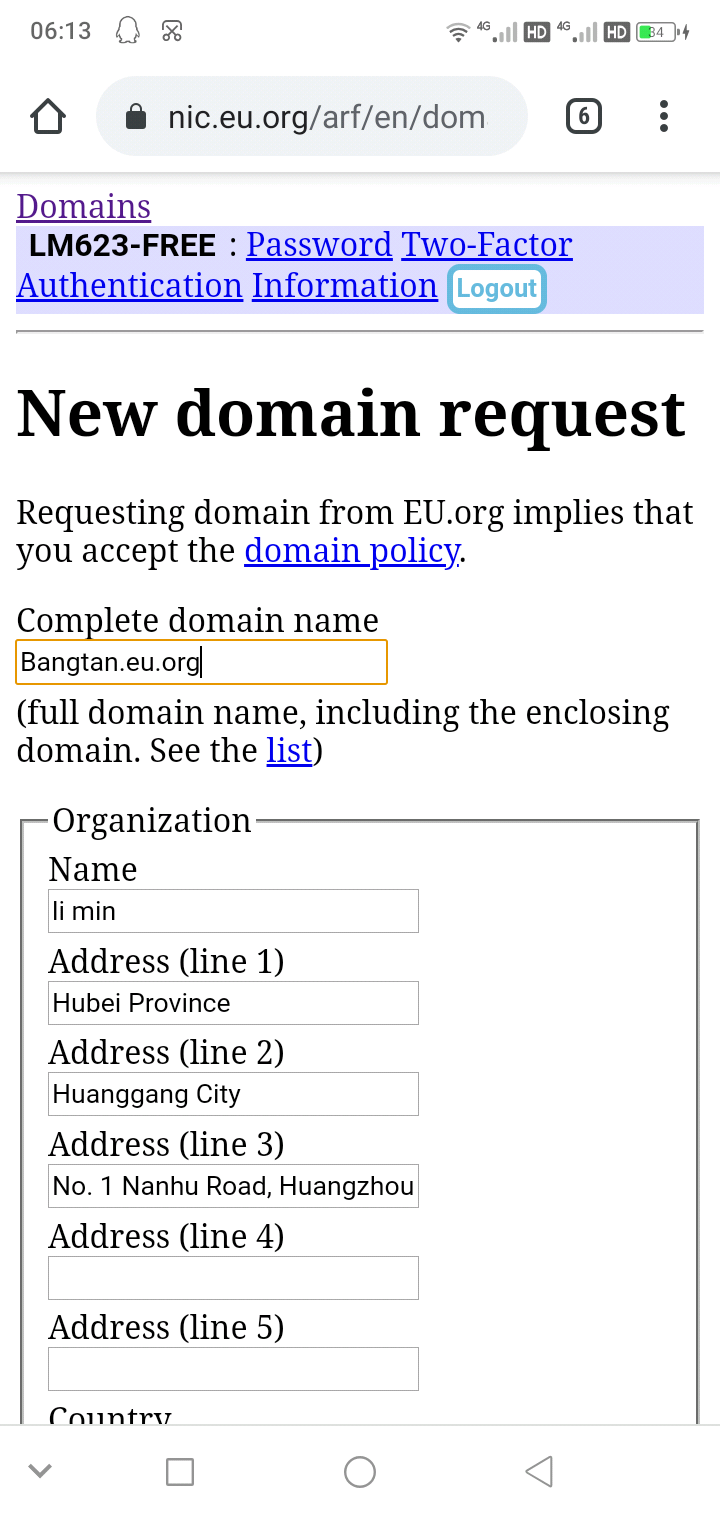 06:13 4G HD 4G HD 34
nic.eu.org/arf/en/dom 6
Domains
LM623-FREE : Password Two-Factor
Authentication Information Logout
New domain request
Requesting domain from EU.org implies that
you accept the domain policy.
Complete domain name
Bangtan.eu.org
(full domain name, including the enclosing
domain. See the list)
Organization
Name
li min
Address (line 1)
Hubei Province
Address (line 2)
Huanggang City
Address (line 3)
No. 1 Nanhu Road, Huangzhou
Address (line 4)
Address (line 5)
Country